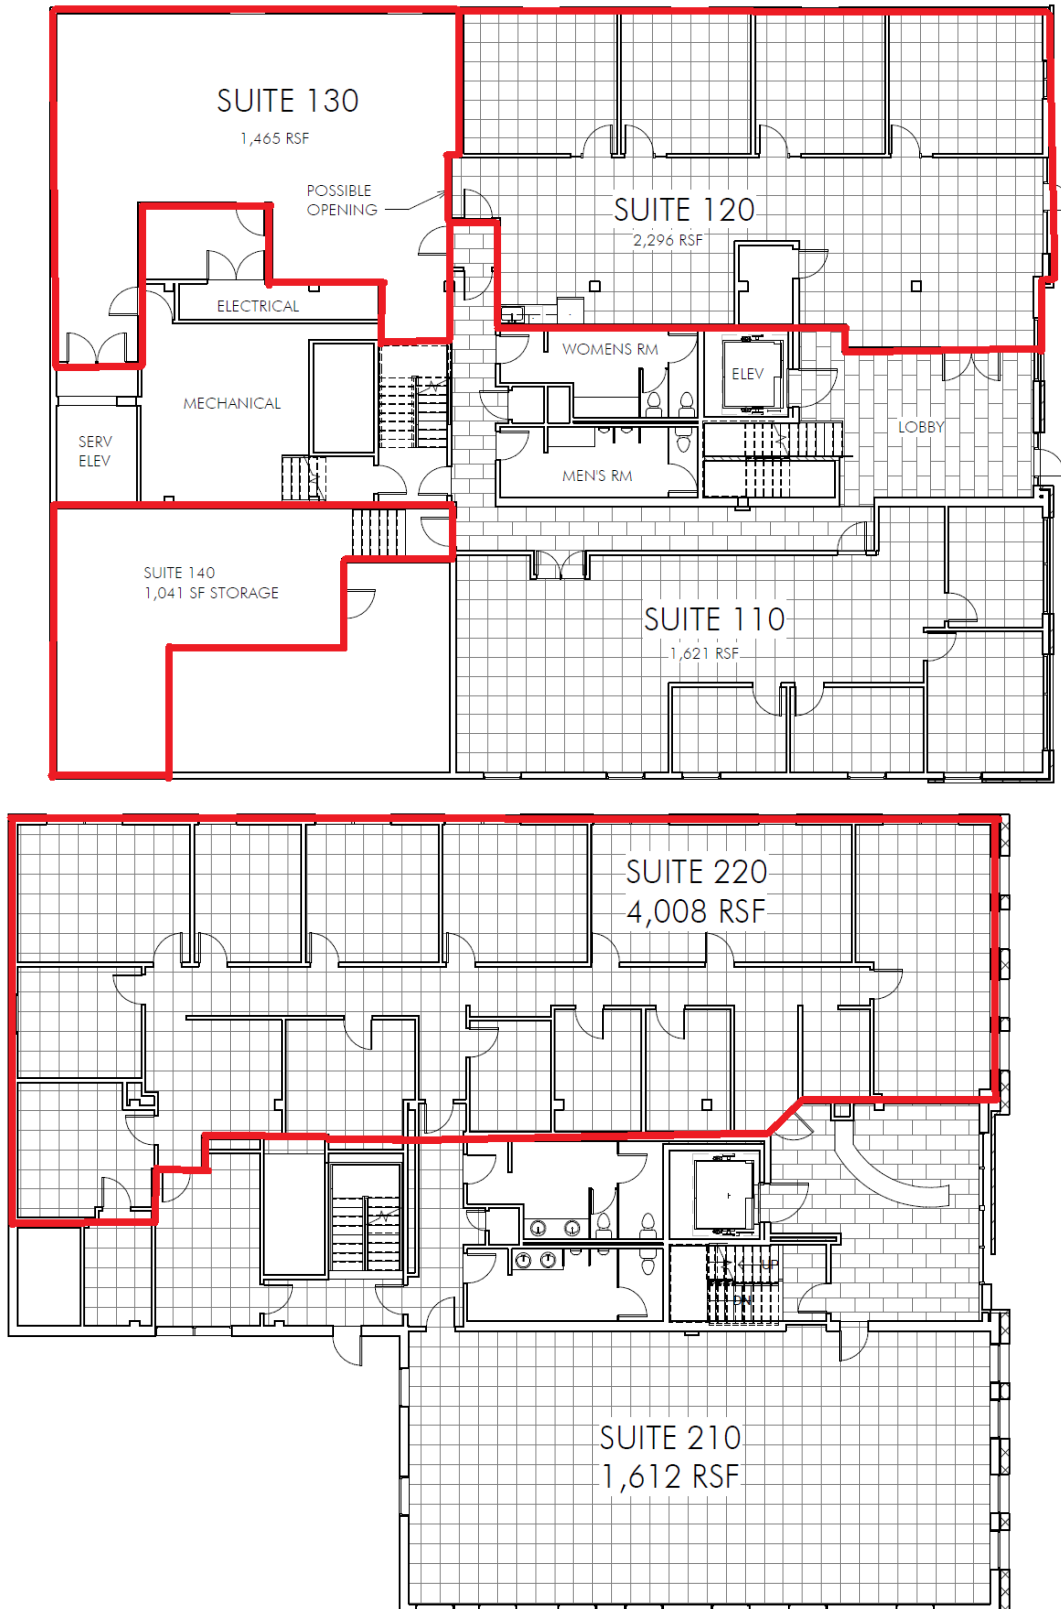 SUITE 130
1,465 RSF
POSSIBLE
OPENING
SUITE 120
2,296 RSF
ELECTRICAL
WOMENS RM
ELEV
MECHANICAL
LOBBY
SERV
ELEV
MEN'S RM
SUITE 140
1,041 SF STORAGE
SUITE 110
1,621 RSF
SUITE 220
4,008 RSF
UP
DN
SUITE 210
1,612 RSF